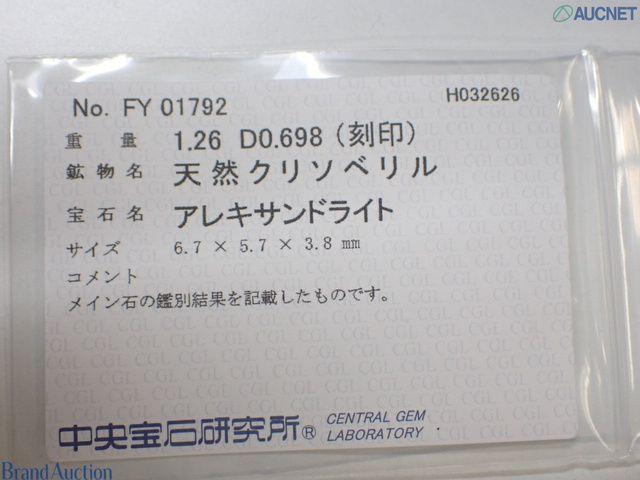 AUCNET
No. FY 01792
H032626
重量 1.26 D0.698 (刻印)
鉱物名 天然クリソベリル
宝石名 アレキサンドライト
サイズ 6.7 × 5.7 × 3.8 mm
コメント
メイン石の鑑別結果を記載したものです。
中央宝石研究所® CENTRAL GEM LABORATORY
Brand Auction